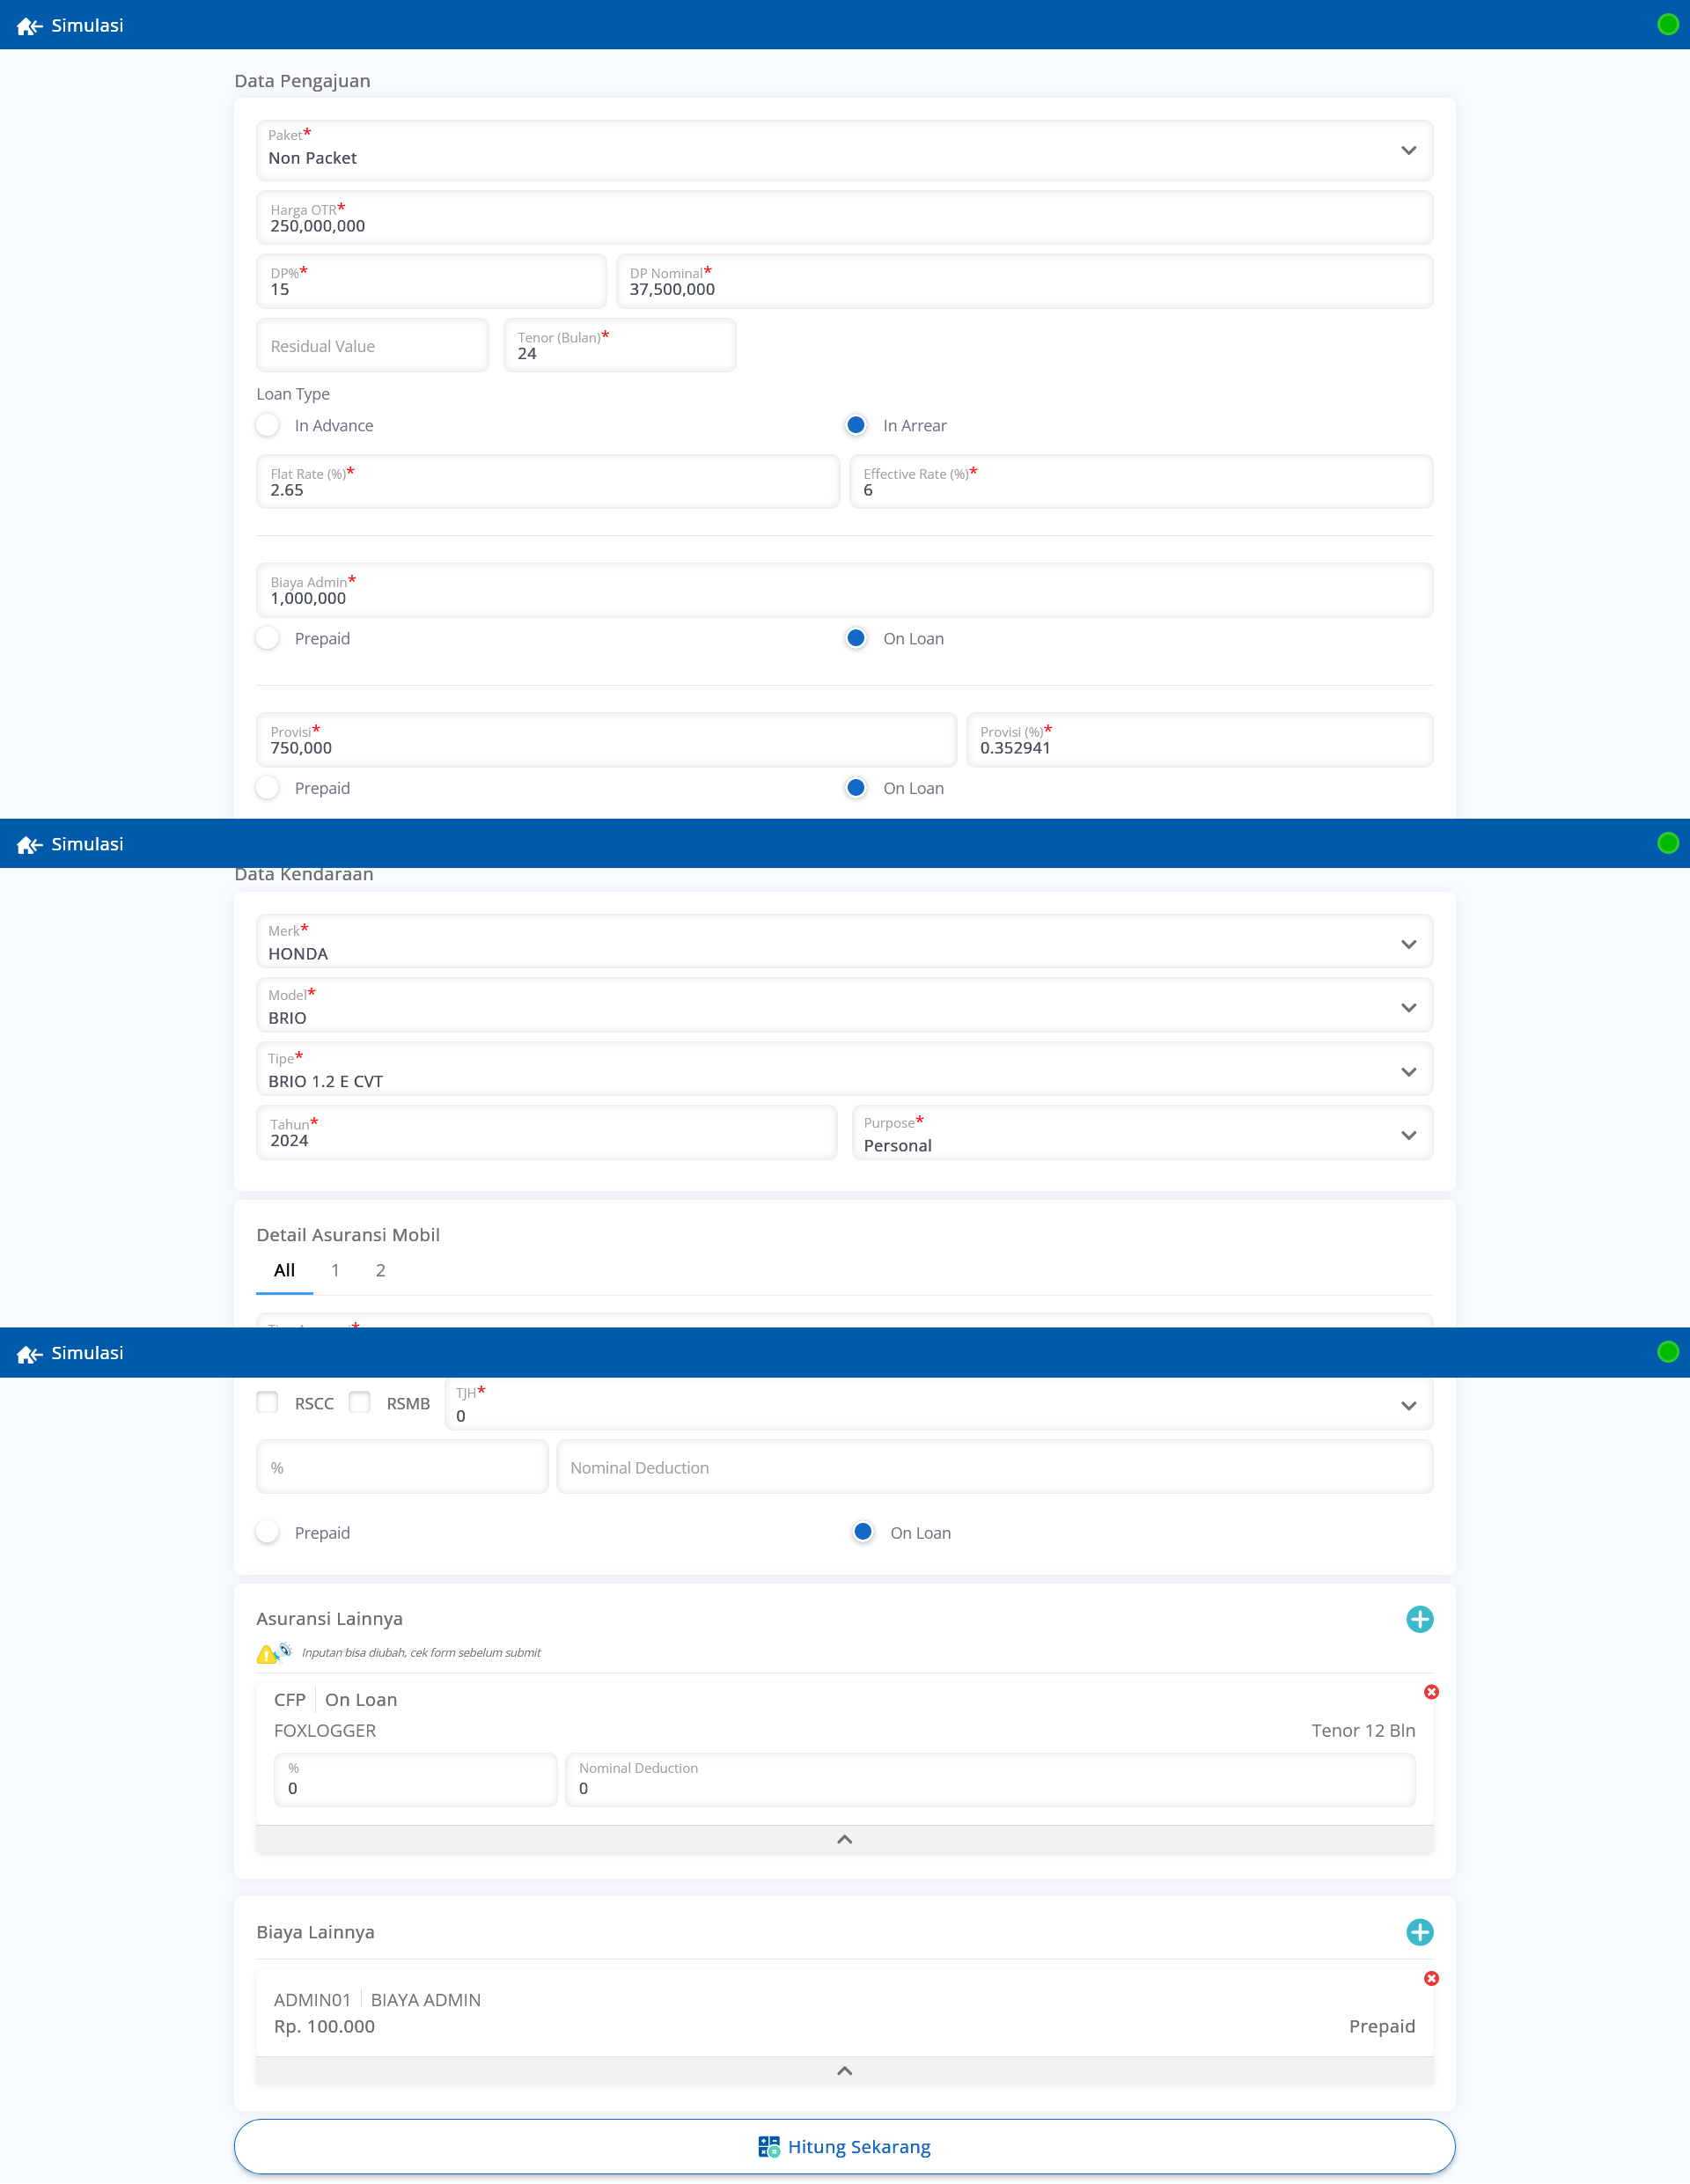 Simulasi
Data Pengajuan
Paket*
Non Packet
Harga OTR*
250,000,000
DP%*
15
DP Nominal*
37,500,000
Residual Value
Tenor (Bulan)*
24
Loan Type
In Advance
In Arrear
Flat Rate (%)*
2.65
Effective Rate (%)*
6
Biaya Admin*
1,000,000
Prepaid
On Loan
Provisi*
750,000
Provisi (%)*
0.352941
Prepaid
On Loan
Simulasi
Data Kendaraan
Merk*
HONDA
Model*
BRIO
Tipe*
BRIO 1.2 E CVT
Tahun*
2024
Purpose*
Personal
Detail Asuransi Mobil
All 1 2
Simulasi
RSCC
RSMB
TJH*
0
%
Nominal Deduction
Prepaid
On Loan
Asuransi Lainnya
Inputan bisa diubah, cek form sebelum submit
CFP On Loan
FOXLOGGER
Tenor 12 Bln
%
0
Nominal Deduction
0
Biaya Lainnya
ADMIN01 BIAYA ADMIN
Rp. 100.000
Prepaid
Hitung Sekarang